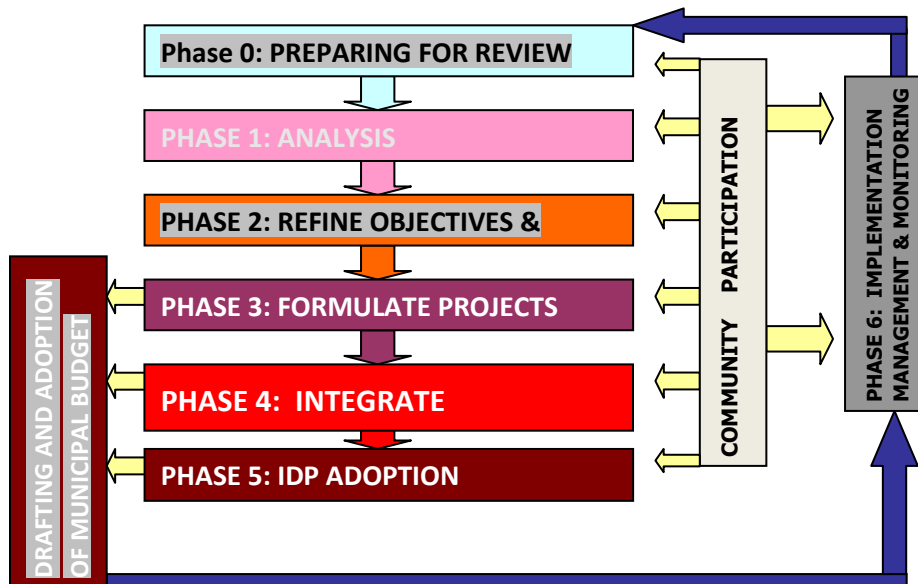 Phase 0: PREPARING FOR REVIEW
PHASE 1: ANALYSIS
PHASE 2: REFINE OBJECTIVES &
PHASE 3: FORMULATE PROJECTS
PHASE 4: INTEGRATE
PHASE 5: IDP ADOPTION
DRAFTING AND ADOPTION
OF MUNICIPAL BUDGET
COMMUNITY PARTICIPATION
PHASE 6: IMPLEMENTATION
MANAGEMENT & MONITORING